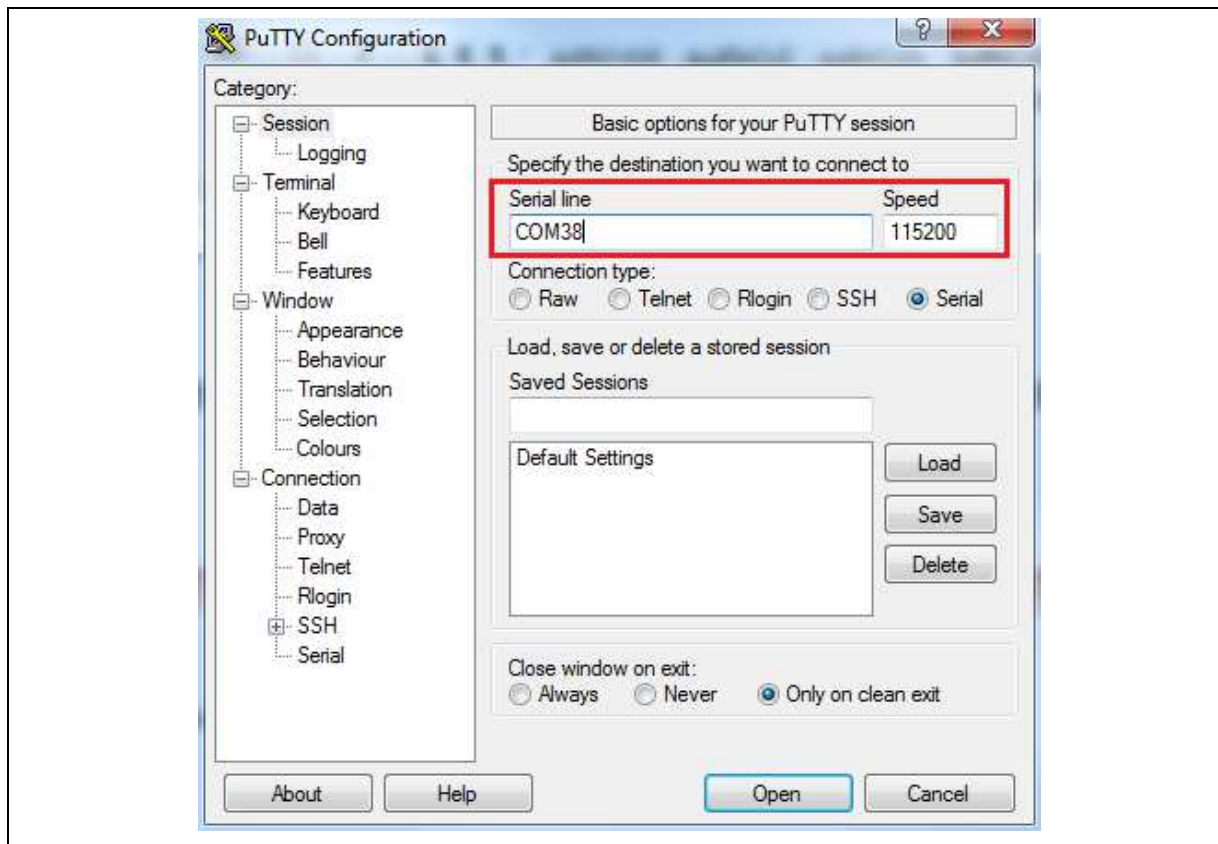 PuTTY Configuration
Category:
Session
Logging
Terminal
Keyboard
Bell
Features
Window
Appearance
Behaviour
Translation
Selection
Colours
Connection
Data
Proxy
Telnet
Rlogin
SSH
Serial
Basic options for your PuTTY session
Specify the destination you want to connect to
Serial line Speed
COM38 115200
Connection type:
Raw Telnet Rlogin SSH Serial
Load, save or delete a stored session
Saved Sessions
Default Settings
Load
Save
Delete
Close window on exit:
Always Never Only on clean exit
About Help Open Cancel